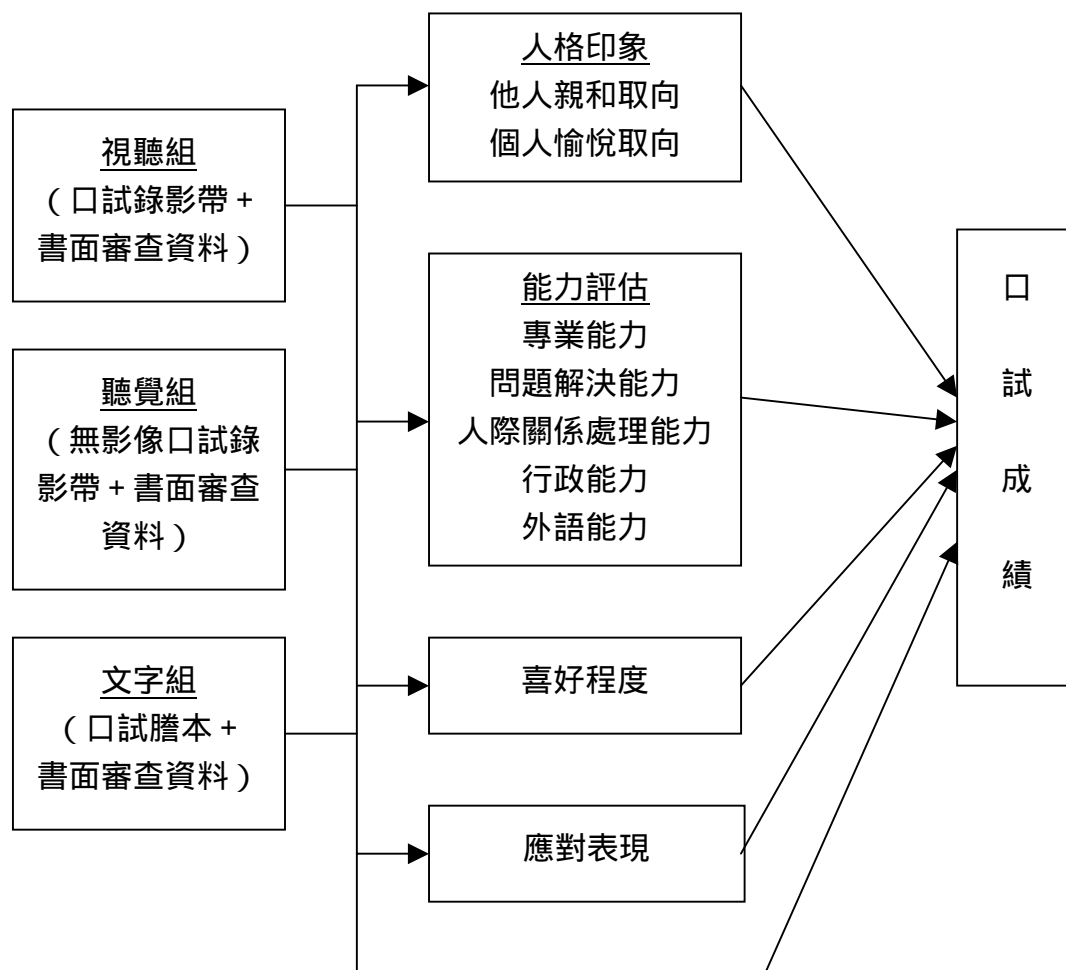 人格印象
他人親和取向
個人愉悅取向
視聽組
（口試錄影帶+
書面審查資料）
能力評估
專業能力
問題解決能力
人際關係處理能力
行政能力
外語能力
聽覺組
（無影像口試錄
影帶+書面審查
資料）
文字組
（口試謄本+
書面審查資料）
喜好程度
應對表現
口
試
成
績